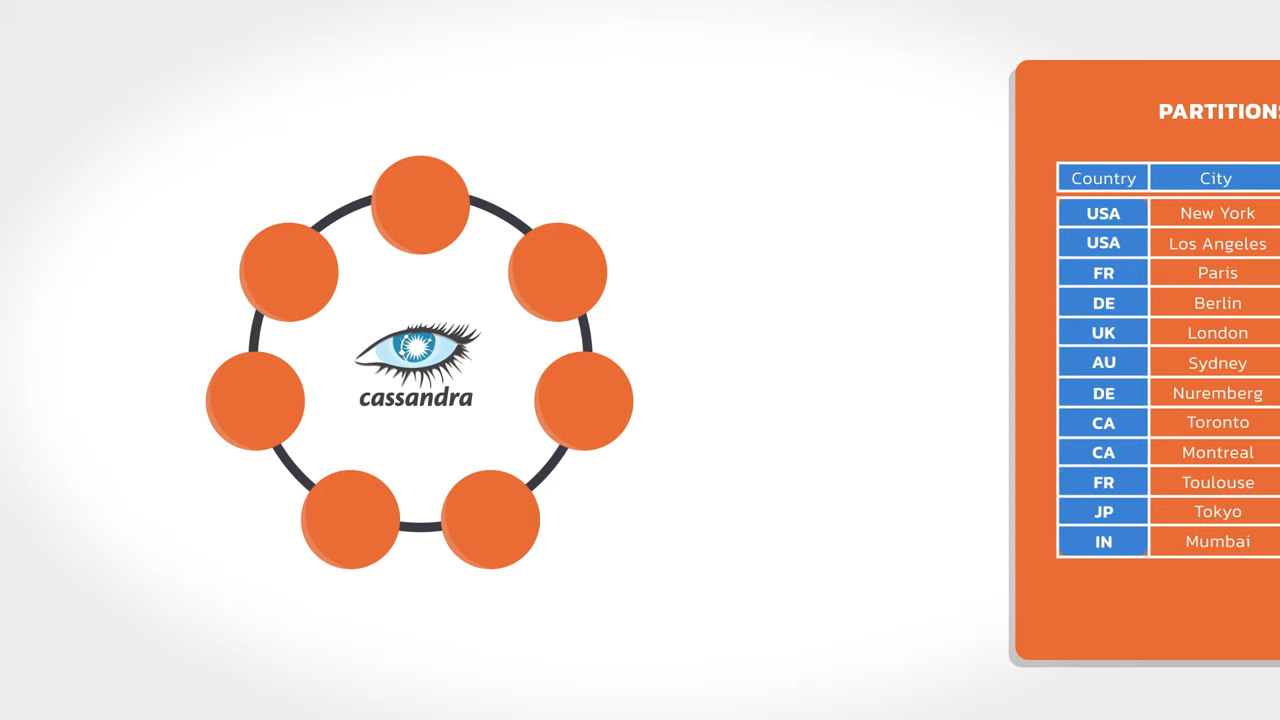 cassandra
PARTITIONS
Country City
USA New York
USA Los Angeles
FR Paris
DE Berlin
UK London
AU Sydney
DE Nuremberg
CA Toronto
CA Montreal
FR Toulouse
JP Tokyo
IN Mumbai